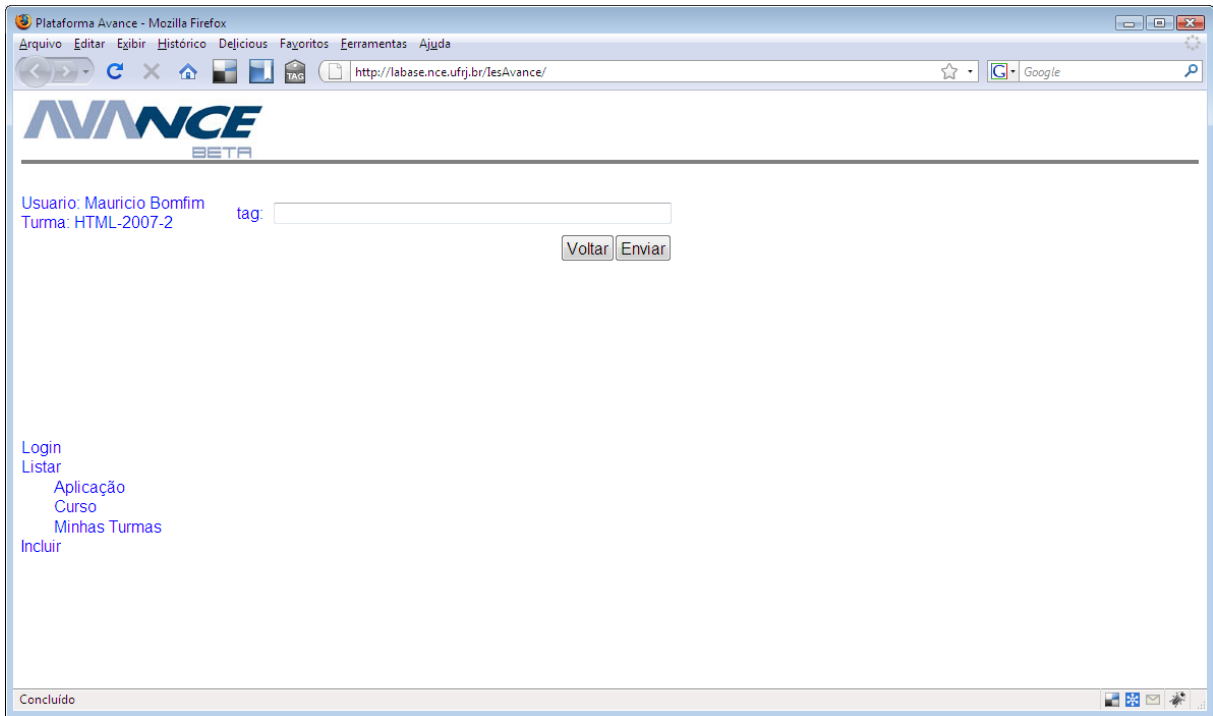 Plataforma Avance - Mozilla Firefox
Arquivo Editar Exibir Histórico Delicious Favoritos Ferramentas Ajuda
TAG http://labase.nce.ufrj.br/IesAvance/ G Google
AVANCE
BETA
Usuario: Mauricio Bomfim
Turma: HTML-2007-2
tag:
Voltar Enviar
Login
Listar
Aplicação
Curso
Minhas Turmas
Incluir
Concluído